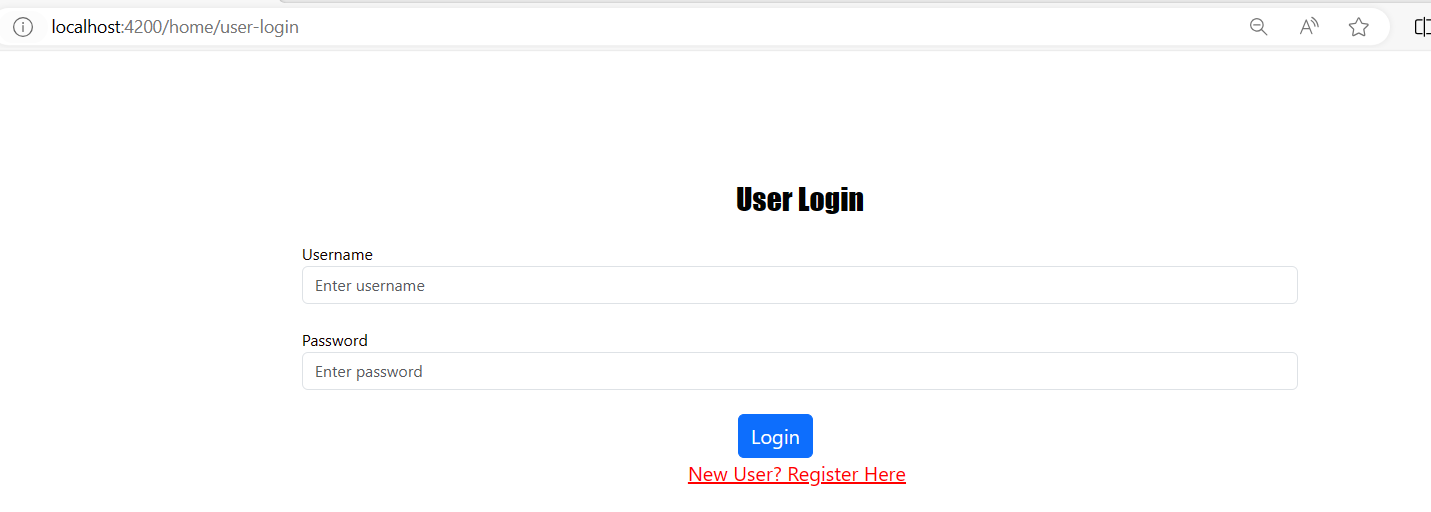 localhost:4200/home/user-login
User Login
Username
Enter username
Password
Enter password
Login
New User? Register Here